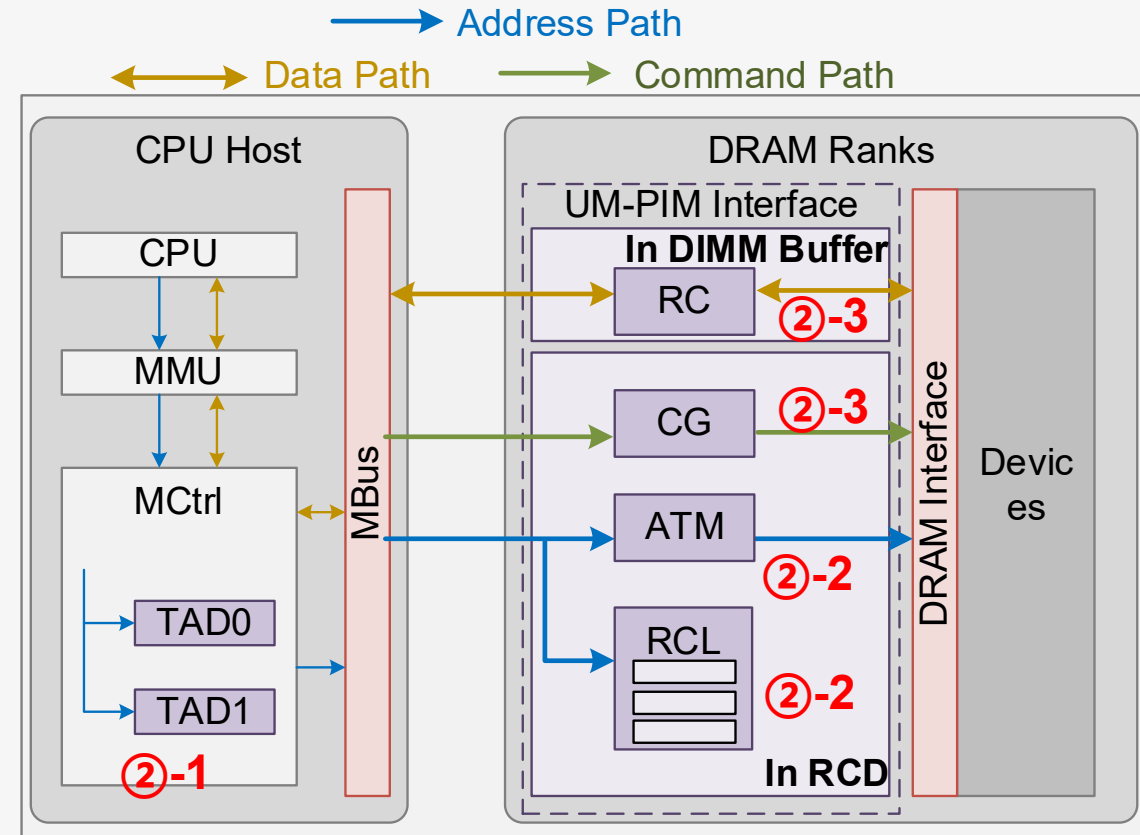 Address Path
Data Path
Command Path
CPU Host
CPU
MMU
MCtrl
TAD0
TAD1
②-1
MBus
DRAM Ranks
UM-PIM Interface
In DIMM Buffer
RC
②-3
CG
②-3
ATM
②-2
RCL
②-2
In RCD
DRAM Interface
Devic
es